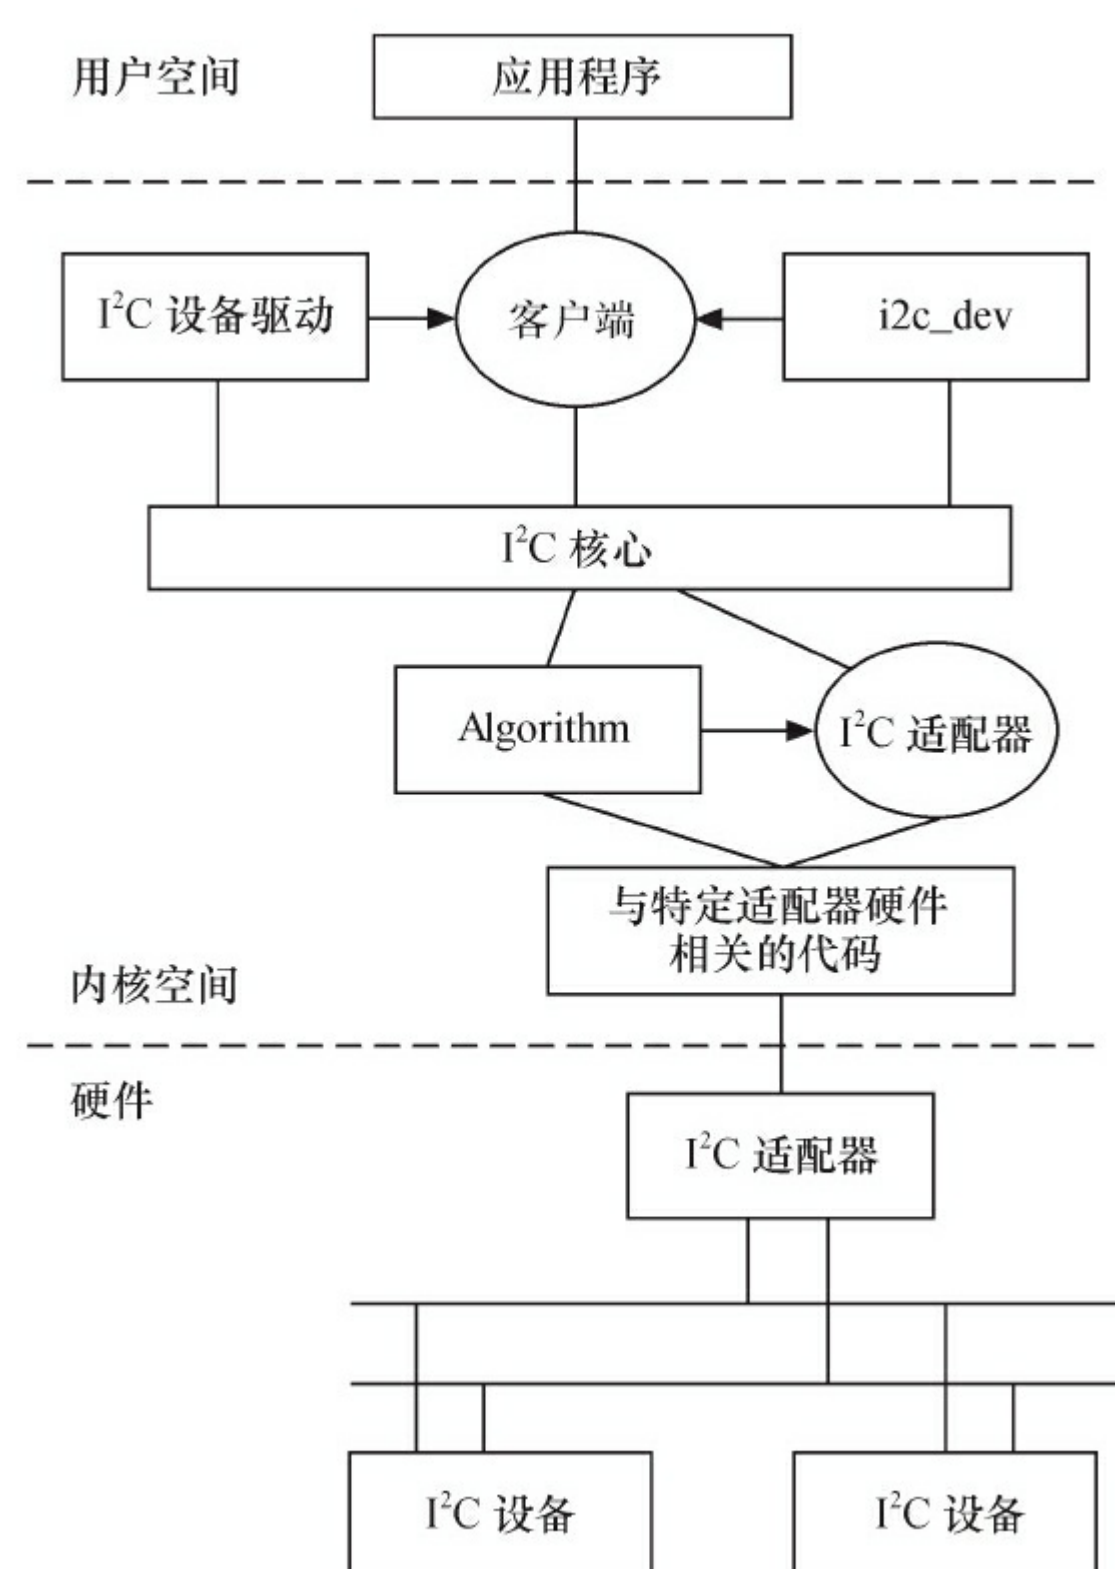 用户空间
应用程序
I²C 设备驱动
客户端
i2c_dev
I²C 核心
Algorithm
I²C 适配器
与特定适配器硬件
相关的代码
内核空间
硬件
I²C 适配器
I²C 设备
I²C 设备